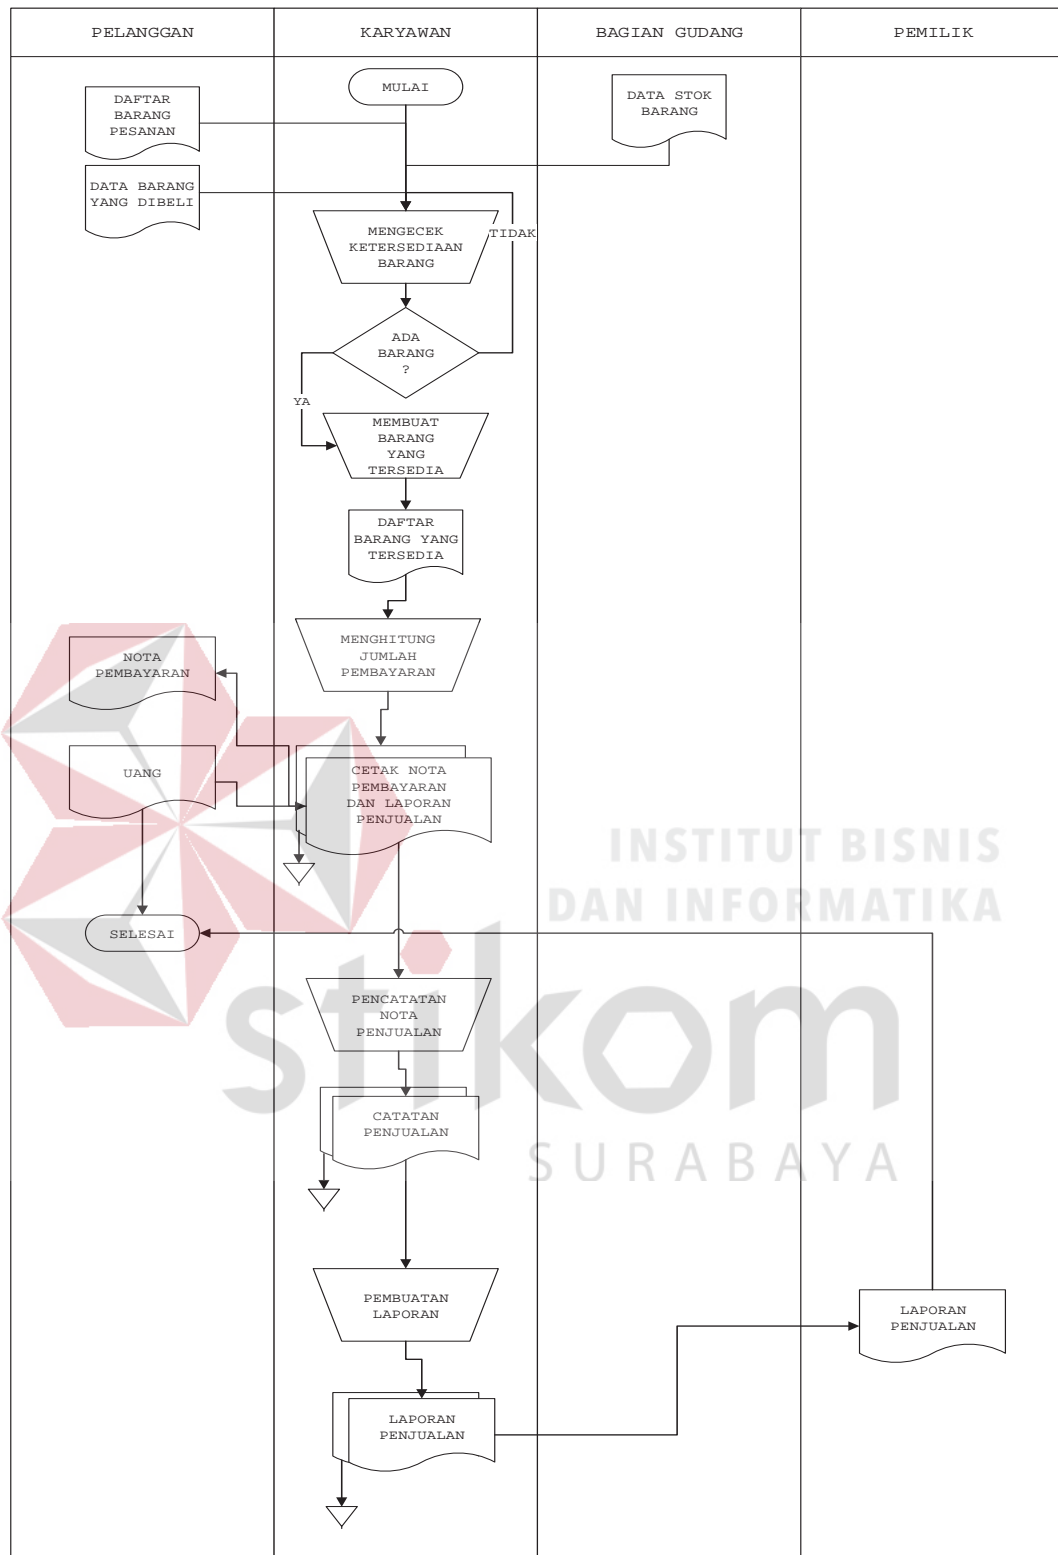 PELANGGAN
KARYAWAN
BAGIAN GUDANG
PEMILIK
MULAI
DAFTAR
BARANG
PESANAN
DATA STOK
BARANG
DATA BARANG
YANG DIBELI
MENGECEK
KETERSEDIAAN
BARANG
TIDAK
ADA
BARANG
?
YA
MEMBUAT
BARANG
YANG
TERSEDIA
DAFTAR
BARANG YANG
TERSEDIA
MENGHITUNG
JUMLAH
PEMBAYARAN
NOTA
PEMBAYARAN
UANG
CETAK NOTA
PEMBAYARAN
DAN LAPORAN
PENJUALAN
INSTITUT BISNIS
DAN INFORMATIKA
SELESAI
stikom
SURABAYA
PENCATATAN
NOTA
PENJUALAN
CATATAN
PENJUALAN
PEMBUATAN
LAPORAN
LAPORAN
PENJUALAN
LAPORAN
PENJUALAN